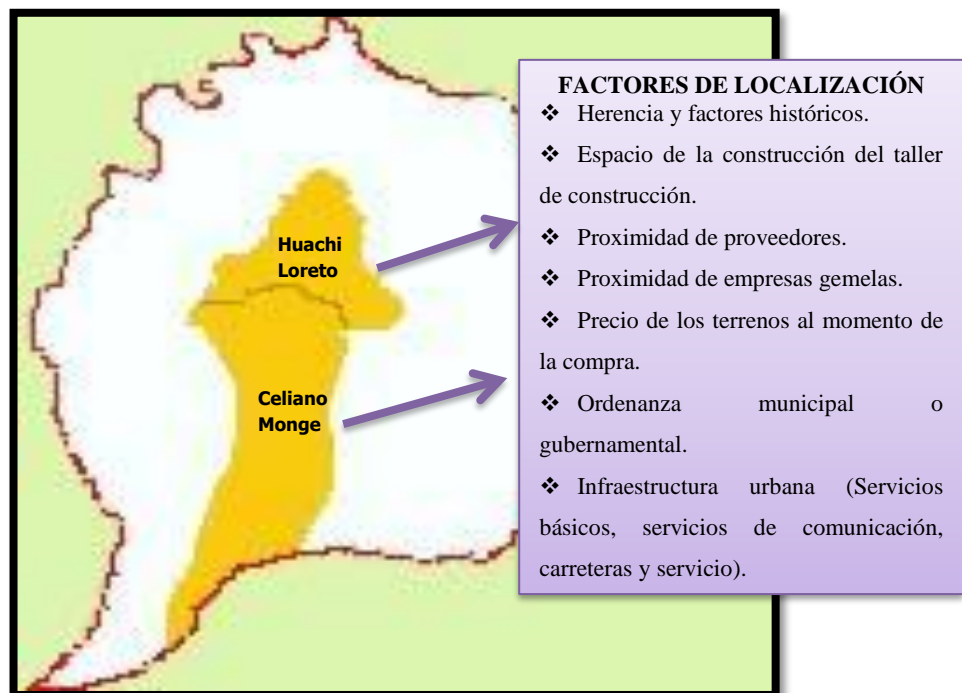 FACTORES DE LOCALIZACIÓN
❖ Herencia y factores históricos.
❖ Espacio de la construcción del taller
de construcción.
❖ Proximidad de proveedores.
❖ Proximidad de empresas gemelas.
❖ Precio de los terrenos al momento de
la compra.
❖ Ordenanza municipal o
gubernamental.
❖ Infraestructura urbana (Servicios
básicos, servicios de comunicación,
carreteras y servicio).
Huachi
Loreto
Celiano
Monge